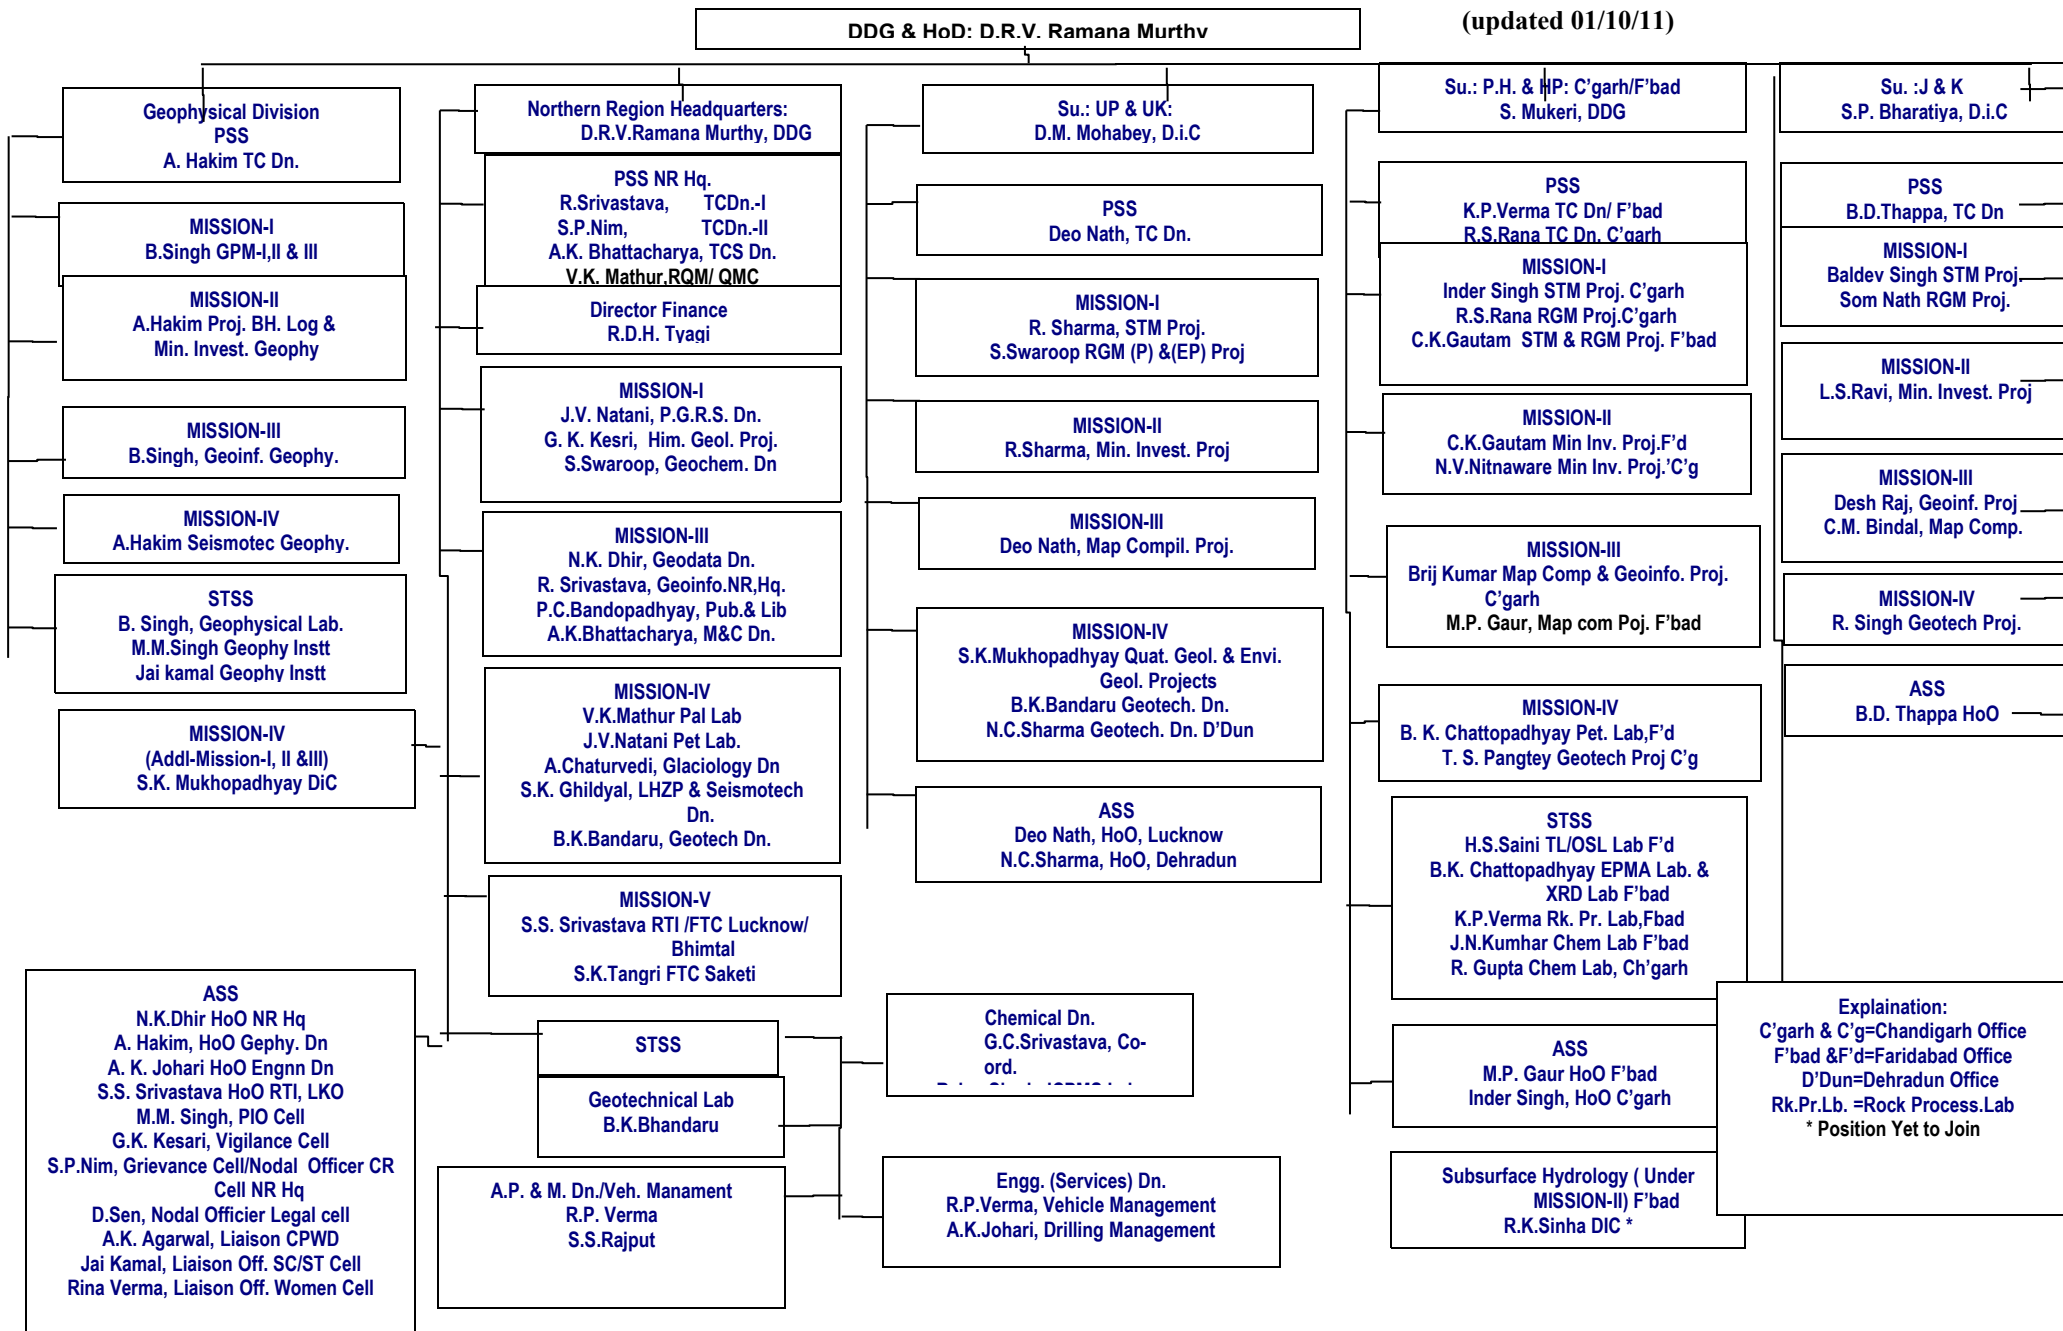 DDG & HoD: D.R.V. Ramana Murthy
(updated 01/10/11)
Geophysical Division
PSS
A. Hakim TC Dn.
MISSION-I
B.Singh GPM-I,II & III
MISSION-II
A.Hakim Proj. BH. Log &
Min. Invest. Geophy
MISSION-III
B.Singh, Geoinf. Geophy.
MISSION-IV
A.Hakim Seismotec Geophy.
STSS
B. Singh, Geophysical Lab.
M.M.Singh Geophy Instt
Jai kamal Geophy Instt
MISSION-IV
(Addl-Mission-I, II &III)
S.K. Mukhopadhyay DiC
ASS
N.K.Dhir HoO NR Hq
A. Hakim, HoO Gephy. Dn
A. K. Johari HoO Engnn Dn
S.S. Srivastava HoO RTI, LKO
M.M. Singh, PIO Cell
G.K. Kesari, Vigilance Cell
S.P.Nim, Grievance Cell/Nodal Officer CR
Cell NR Hq
D.Sen, Nodal Officier Legal cell
A.K. Agarwal, Liaison CPWD
Jai Kamal, Liaison Off. SC/ST Cell
Rina Verma, Liaison Off. Women Cell
Northern Region Headquarters:
D.R.V.Ramana Murthy, DDG
PSS NR Hq.
R.Srivastava, TCDn.-I
S.P.Nim, TCDn.-II
A.K. Bhattacharya, TCS Dn.
V.K. Mathur,RQM/ QMC
Director Finance
R.D.H. Tyagi
MISSION-I
J.V. Natani, P.G.R.S. Dn.
G. K. Kesri, Him. Geol. Proj.
S.Swaroop, Geochem. Dn
MISSION-III
N.K. Dhir, Geodata Dn.
R. Srivastava, Geoinfo.NR,Hq.
P.C.Bandopadhyay, Pub.& Lib
A.K.Bhattacharya, M&C Dn.
MISSION-IV
V.K.Mathur Pal Lab
J.V.Natani Pet Lab.
A.Chaturvedi, Glaciology Dn
S.K. Ghildyal, LHZP & Seismotech
Dn.
B.K.Bandaru, Geotech Dn.
MISSION-V
S.S. Srivastava RTI /FTC Lucknow/
Bhimtal
S.K.Tangri FTC Saketi
STSS
Geotechnical Lab
B.K.Bhandaru
A.P. & M. Dn./Veh. Manament
R.P. Verma
S.S.Rajput
Su.: UP & UK:
D.M. Mohabey, D.i.C
PSS
Deo Nath, TC Dn.
MISSION-I
R. Sharma, STM Proj.
S.Swaroop RGM (P) &(EP) Proj
MISSION-II
R.Sharma, Min. Invest. Proj
MISSION-III
Deo Nath, Map Compil. Proj.
MISSION-IV
S.K.Mukhopadhyay Quat. Geol. & Envi.
Geol. Projects
B.K.Bandaru Geotech. Dn.
N.C.Sharma Geotech. Dn. D'Dun
ASS
Deo Nath, HoO, Lucknow
N.C.Sharma, HoO, Dehradun
Chemical Dn.
G.C.Srivastava, Co-
ord.
Engg. (Services) Dn.
R.P.Verma, Vehicle Management
A.K.Johari, Drilling Management
Su.: P.H. & HP: C'garh/F'bad
S. Mukeri, DDG
PSS
K.P.Verma TC Dn/ F'bad
R.S.Rana TC Dn. C'garh
MISSION-I
Inder Singh STM Proj. C'garh
R.S.Rana RGM Proj.C'garh
C.K.Gautam STM & RGM Proj. F'bad
MISSION-II
C.K.Gautam Min Inv. Proj.F'd
N.V.Nitnaware Min Inv. Proj.'C'g
MISSION-III
Brij Kumar Map Comp & Geoinfo. Proj.
C'garh
M.P. Gaur, Map com Poj. F'bad
MISSION-IV
B. K. Chattopadhyay Pet. Lab,F'd
T. S. Pangtey Geotech Proj C'g
STSS
H.S.Saini TL/OSL Lab F'd
B.K. Chattopadhyay EPMA Lab. &
XRD Lab F'bad
K.P.Verma Rk. Pr. Lab,Fbad
J.N.Kumhar Chem Lab F'bad
R. Gupta Chem Lab, Ch'garh
ASS
M.P. Gaur HoO F'bad
Inder Singh, HoO C'garh
Subsurface Hydrology ( Under
MISSION-II) F'bad
R.K.Sinha DIC *
Su. :J & K
S.P. Bharatiya, D.i.C
PSS
B.D.Thappa, TC Dn
MISSION-I
Baldev Singh STM Proj.
Som Nath RGM Proj.
MISSION-II
L.S.Ravi, Min. Invest. Proj
MISSION-III
Desh Raj, Geoinf. Proj
C.M. Bindal, Map Comp.
MISSION-IV
R. Singh Geotech Proj.
ASS
B.D. Thappa HoO
Explaination:
C'garh & C'g=Chandigarh Office
F'bad &F'd=Faridabad Office
D'Dun=Dehradun Office
Rk.Pr.Lb. =Rock Process.Lab
* Position Yet to Join